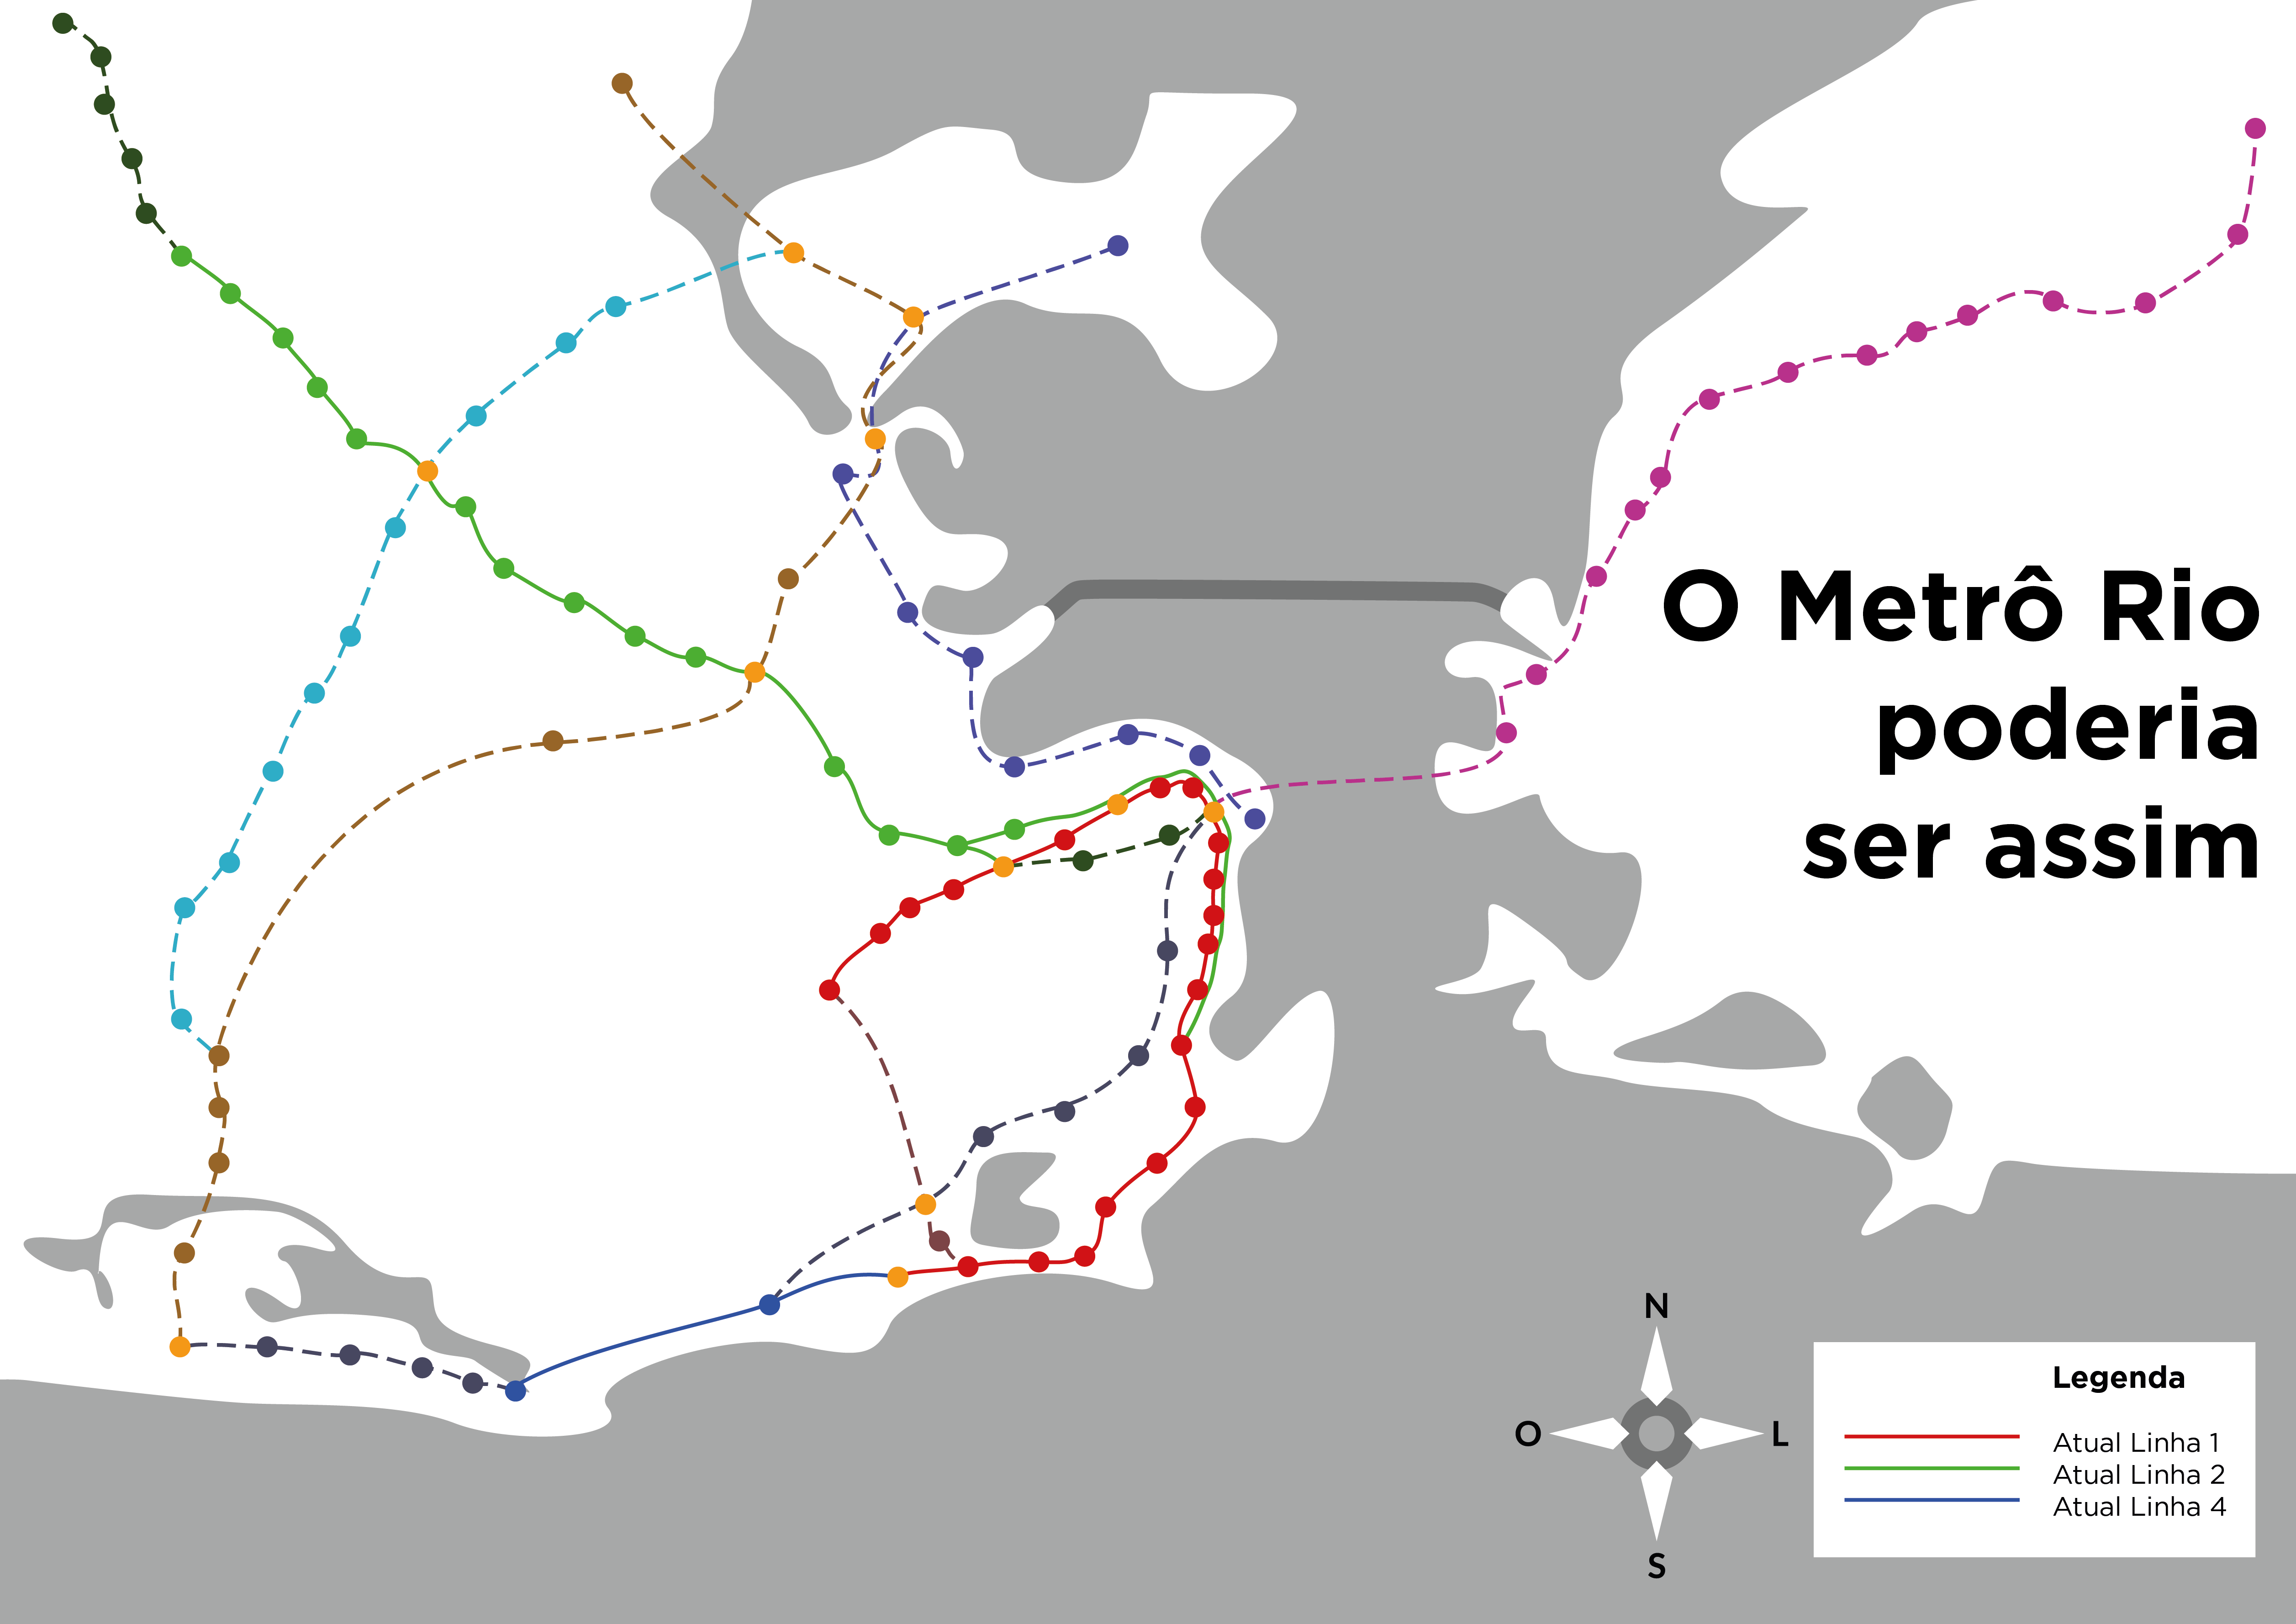 O Metrô Rio
poderia
ser assim
N
O
L
S
Legenda
Atual Linha 1
Atual Linha 2
Atual Linha 4